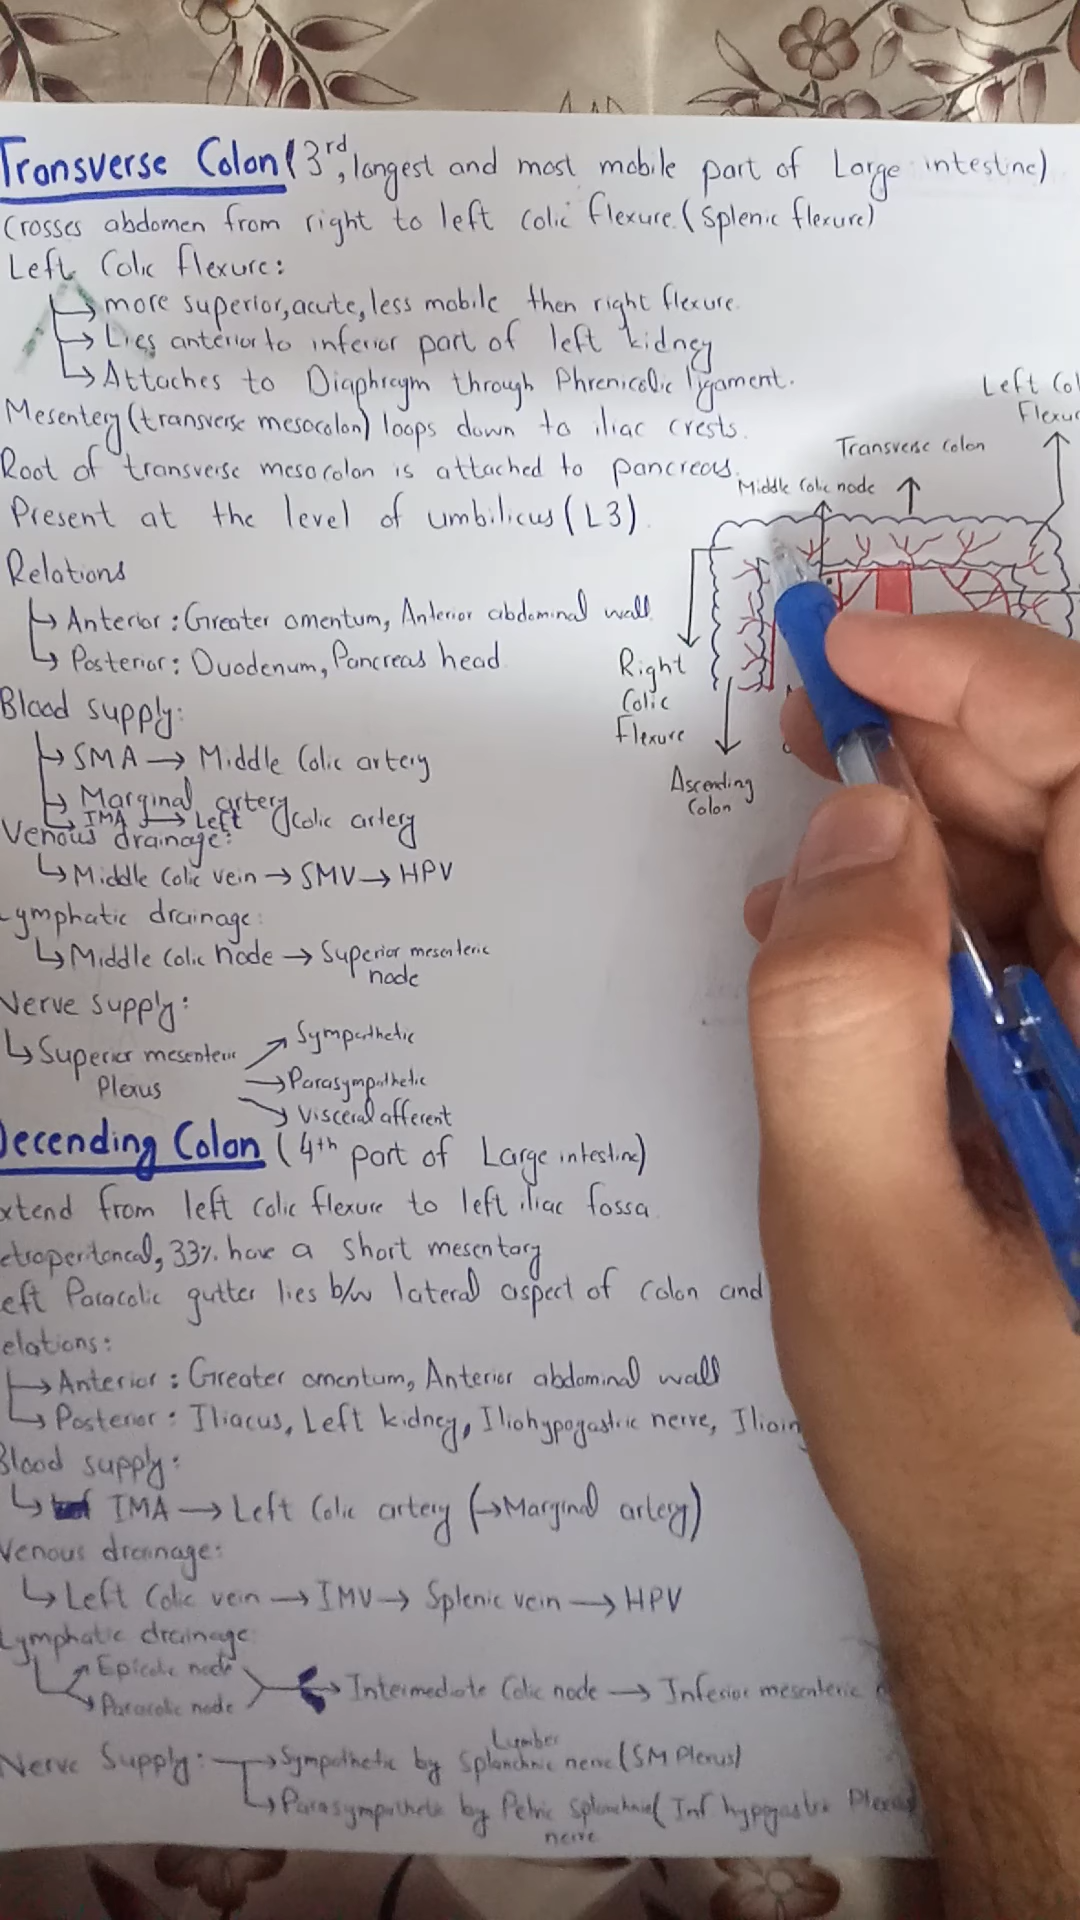 Transverse Colon (3rd, longest and most mobile part of Large intestine)
Crosses abdomen from right to left colic flexure (Splenic flexure)
Left Colic flexure:
→ more superior, acute, less mobile then right flexure.
→ Lies anterior to inferior part of left kidney
→ Attaches to Diaphragm through Phrenicolic ligament.
Mesentery (transverse mesocolon) loops down to iliac crests.
Root of transverse mesocolon is attached to pancreas.
Present at the level of umbilicus (L3)
Relations
→ Anterior : Greater omentum, Anterior abdominal wall
→ Posterior : Duodenum, Pancreas head
Blood supply:
→ SMA → Middle Colic artery
→ Marginal artery
→ IMA → Left Colic artery
Venous drainage:
→ Middle Colic vein → SMV → HPV
Lymphatic drainage:
→ Middle Colic node → Superior mesenteric
node
Nerve supply:
→ Superior mesenteric
Plexus
→ Sympathetic
→ Parasympathetic
→ Visceral afferent
Left Col
Flexur
Transverse colon
Middle Colic node
Right
Colic
Flexure
Ascending
Colon
Decending Colon (4th part of Large intestine)
xtend from left colic flexure to left iliac fossa
etroperitoneal, 33% have a short mesentary
eft Paracolic gutter lies b/w lateral aspect of colon and
elations:
→ Anterior : Greater omentum, Anterior abdominal wall
→ Posterior : Iliacus, Left kidney, Iliohypogastric nerve, Ilioin
Blood supply:
→ IMA → Left Colic artery (→ Marginal artery)
Venous drainage:
→ Left Colic vein → IMV → Splenic vein → HPV
Lymphatic drainage
→ Epicolic node
→ Paracolic node
→ Intermediate Colic node → Inferior mesenteric
Nerve Supply: → Sympathetic by Lumber Splanchnic nerve (SM Plexus)
→ Parasympathetic by Pelvic Splanchnic nerve (Inf hypogastric Plexus